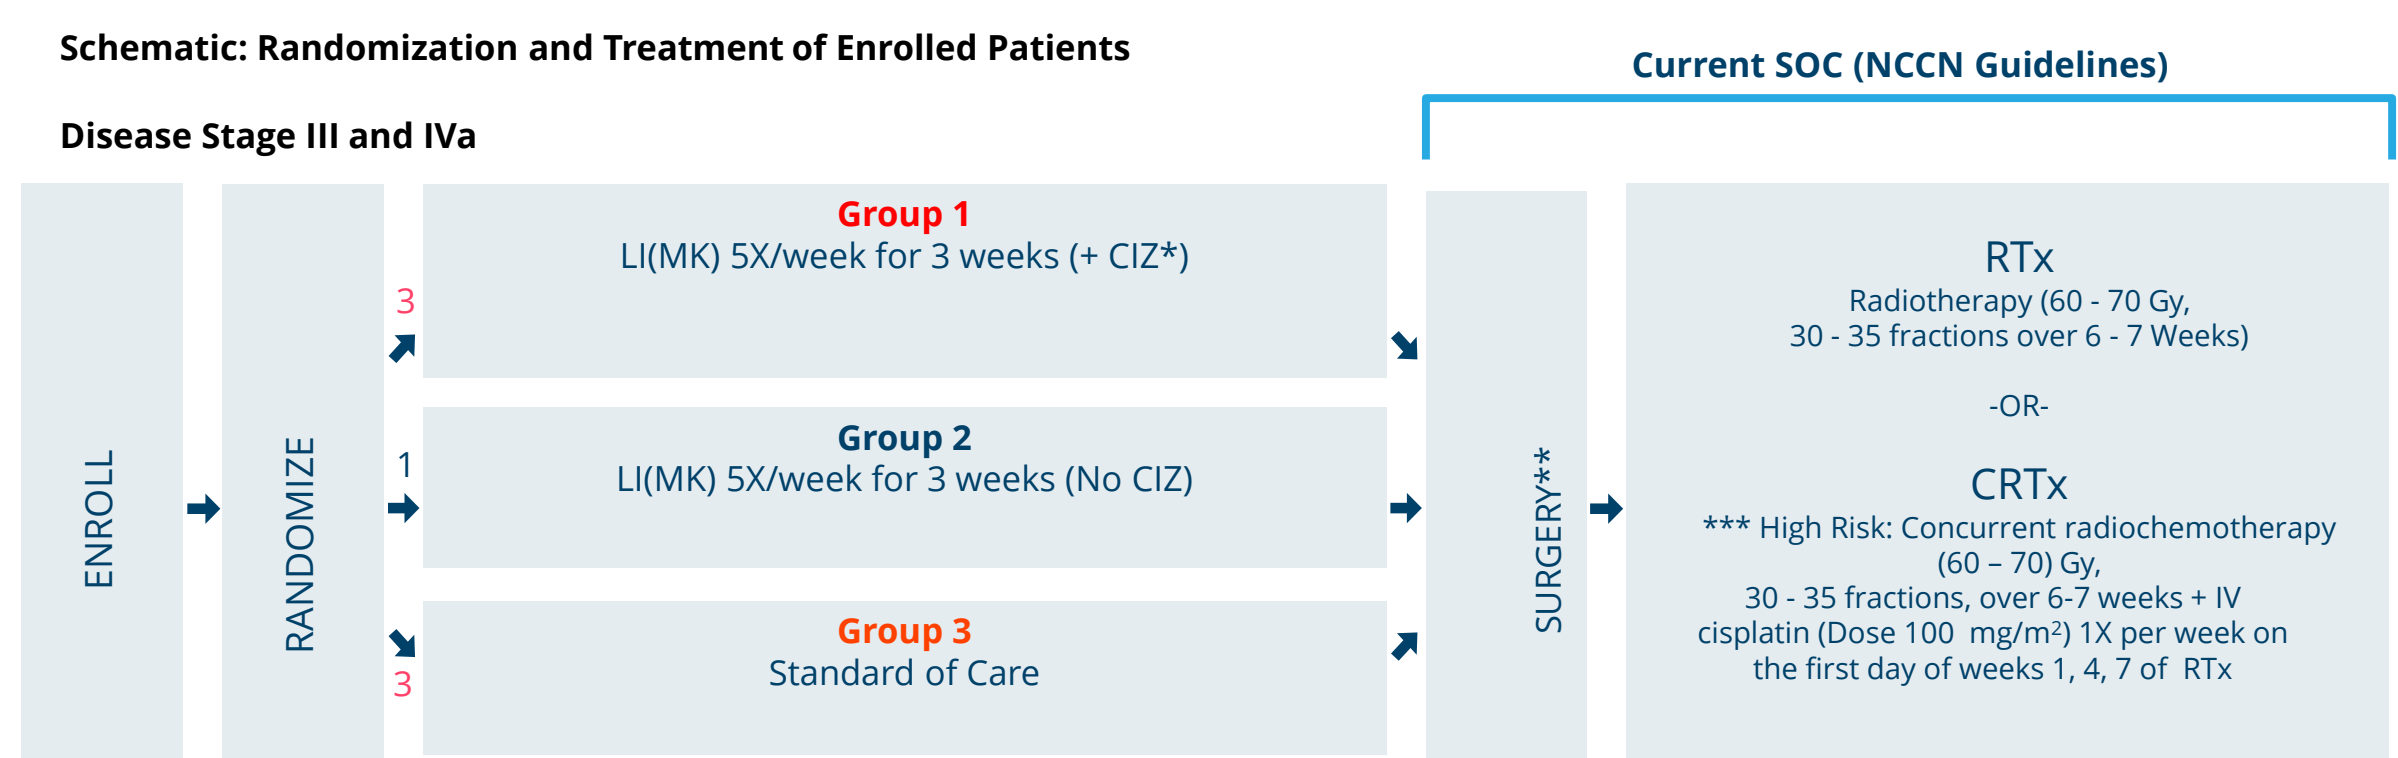 Schematic: Randomization and Treatment of Enrolled Patients
Current SOC (NCCN Guidelines)
Disease Stage III and IVa
ENROLL
RANDOMIZE
3
Group 1
LI(MK) 5X/week for 3 weeks (+ CIZ*)
1
Group 2
LI(MK) 5X/week for 3 weeks (No CIZ)
3
Group 3
Standard of Care
SURGERY**
RTx
Radiotherapy (60 - 70 Gy,
30 - 35 fractions over 6 - 7 Weeks)
-OR-
CRTx
*** High Risk: Concurrent radiochemotherapy
(60 – 70) Gy,
30 - 35 fractions, over 6-7 weeks + IV
cisplatin (Dose 100 mg/m²) 1X per week on
the first day of weeks 1, 4, 7 of RTx